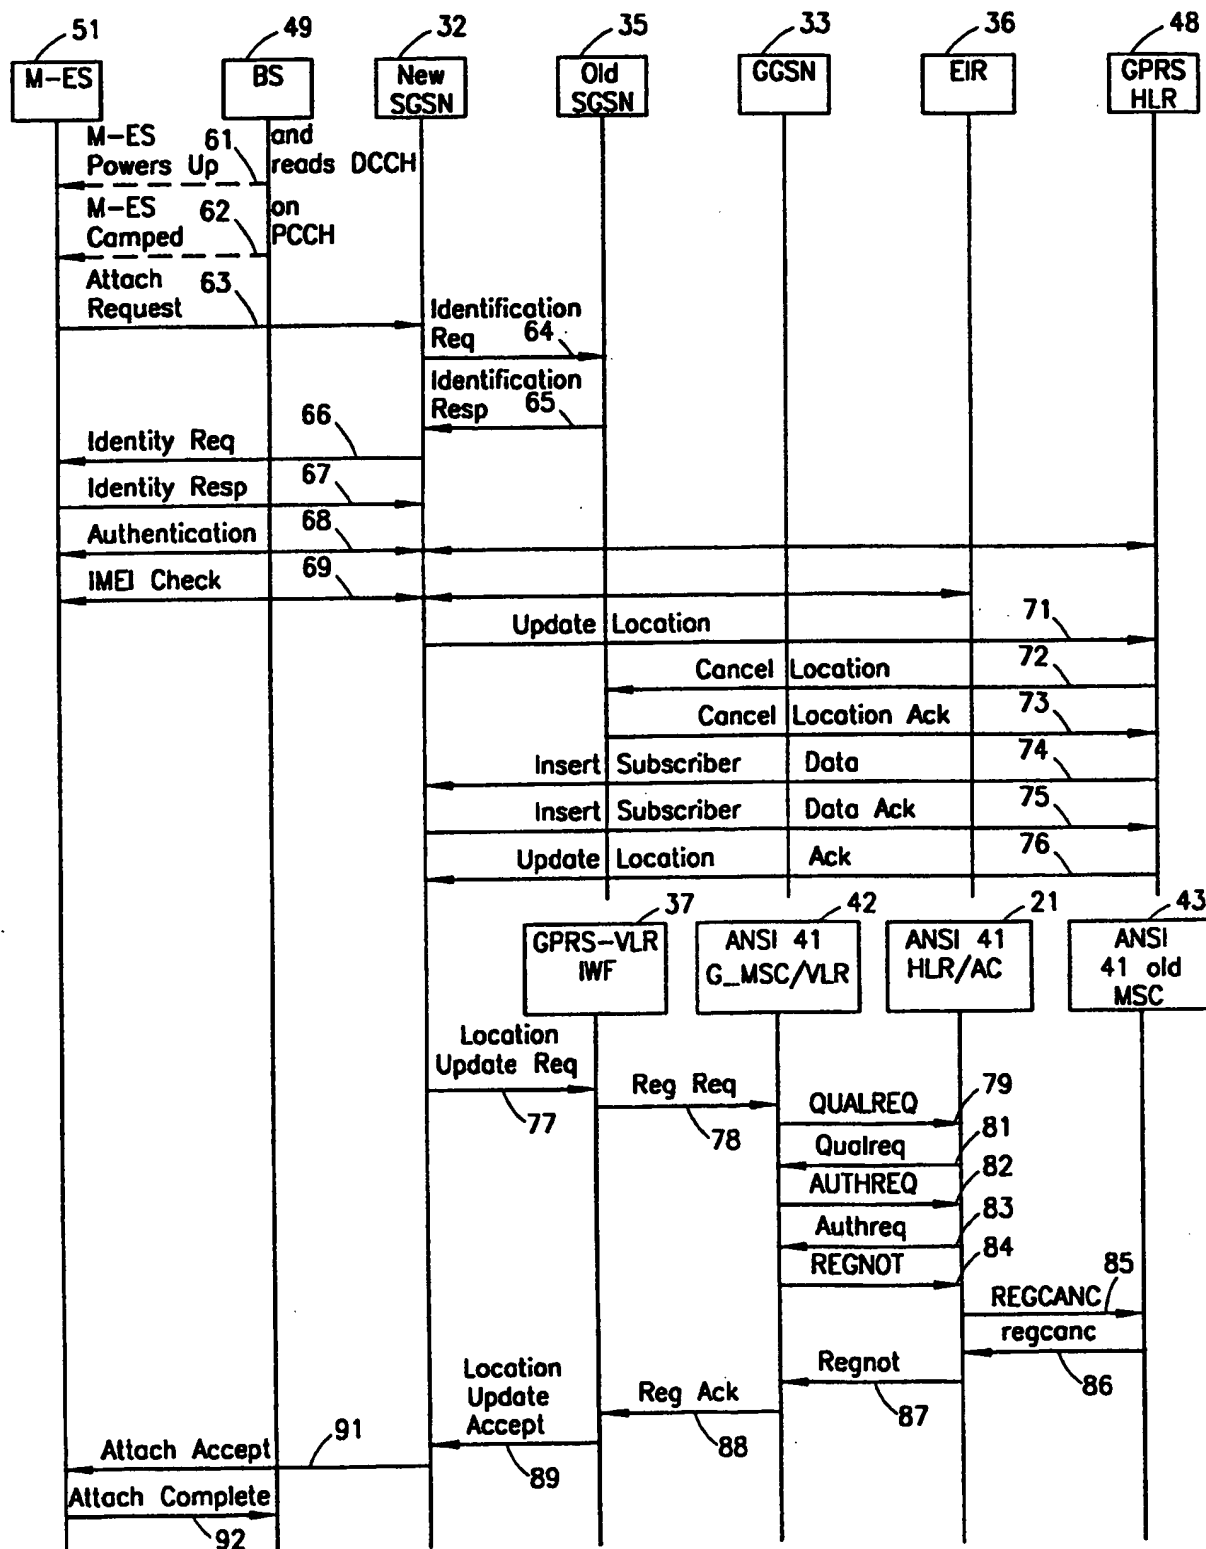 51 49 32 35 33 36 48
M-ES BS New SGSN Old SGSN GGSN EIR GPRS HLR
M-ES 61 and
Powers Up reads DCCH
M-ES 62 on
Camped PCCH
Attach
Request 63
Identification
Req 64
Identification
Resp 65
66
Identity Req
Identity Resp 67
Authentication 68
IMEI Check 69
Update Location 71
Cancel Location 72
Cancel Location Ack 73
Insert Subscriber Data 74
Insert Subscriber Data Ack 75
Update Location Ack 76
37 42 21 43
GPRS-VLR IWF ANSI 41 G_MSC/VLR ANSI 41 HLR/AC ANSI 41 old MSC
Location
Update Req
77
Reg Req
78
QUALREQ 79
Qualreq 81
AUTHREQ 82
Authreq 83
REGNOT 84
REGCANC 85
regcanc
86
Regnot
87
Reg Ack
88
Location
Update
Accept
89
Attach Accept 91
Attach Complete
92